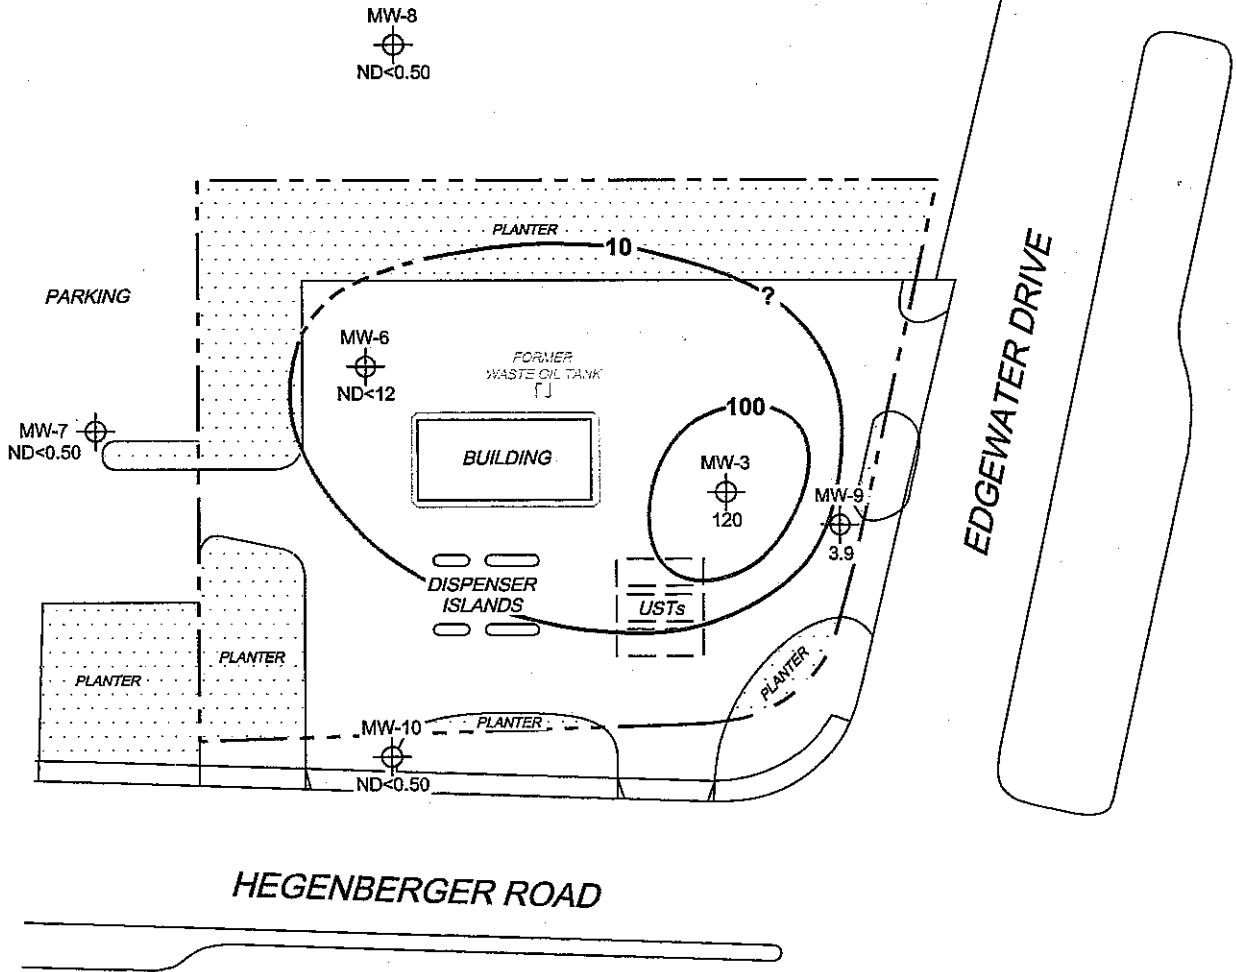 MW-8
ND<0.50
PLANTER
10
?
PARKING
MW-6
ND<12
FORMER
WASTE OIL TANK
MW-7
ND<0.50
100
BUILDING
MW-3
120
MW-9
3.9
EDGEWATER DRIVE
DISPENSER
ISLANDS
USTs
PLANTER
PLANTER
PLANTER
PLANTER
MW-10
ND<0.50
HEGENBERGER ROAD